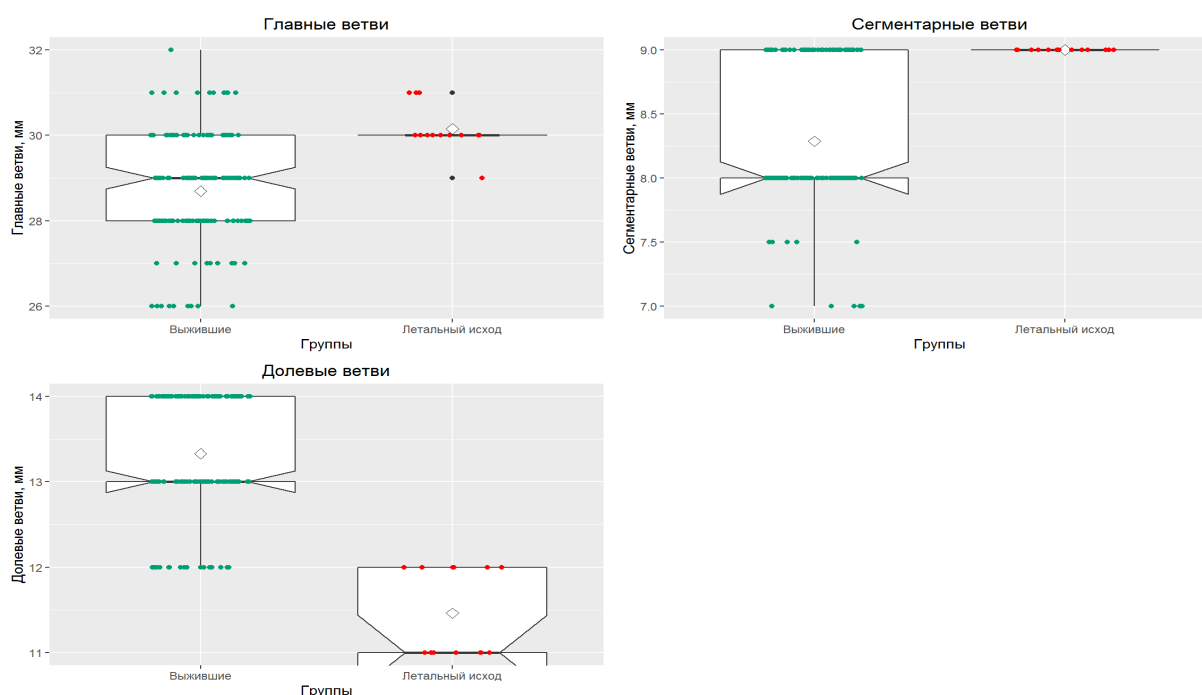 Главные ветви
Главные ветви, мм
32
30
28
26
Выжившие
Летальный исход
Группы
Сегментарные ветви
Сегментарные ветви, мм
9.0
8.5
8.0
7.5
7.0
Выжившие
Летальный исход
Группы
Долевые ветви
Долевые ветви, мм
14
13
12
11
Выжившие
Летальный исход
Группы